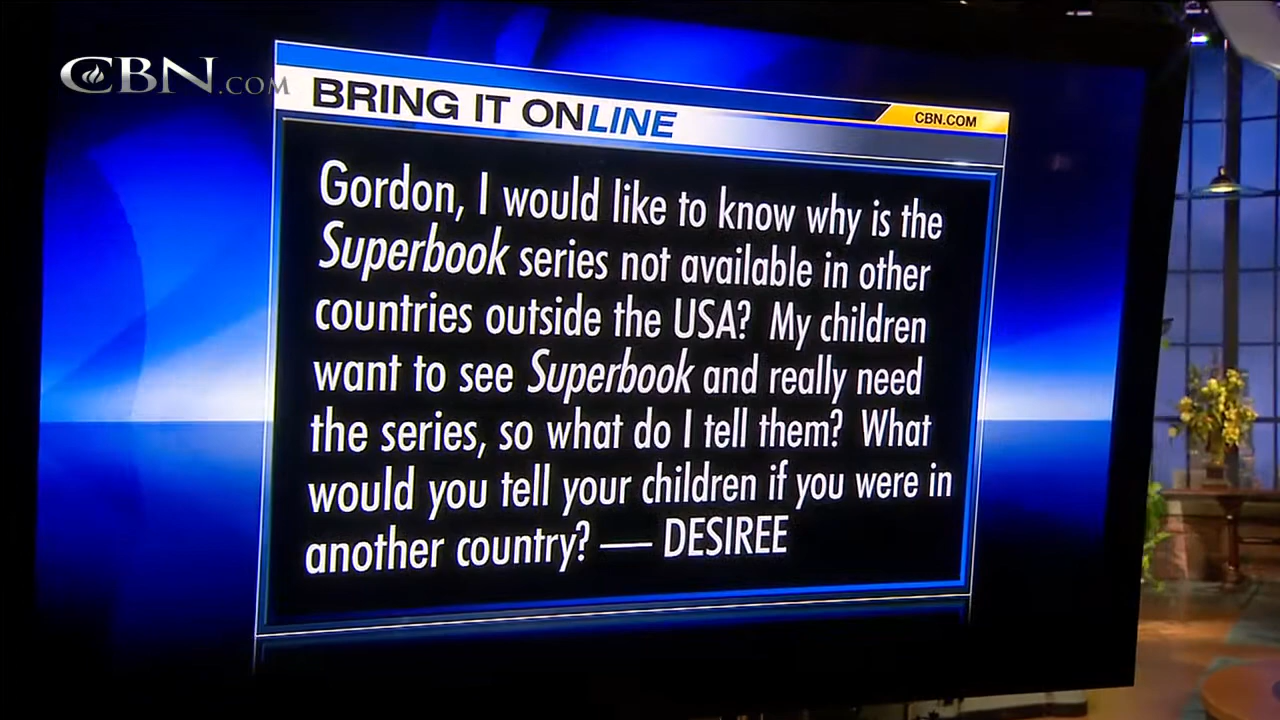 CBN.COM
BRING IT ONLINE
CBN.COM
Gordon, I would like to know why is the
Superbook series not available in other
countries outside the USA? My children
want to see Superbook and really need
the series, so what do I tell them? What
would you tell your children if you were in
another country? — DESIREE